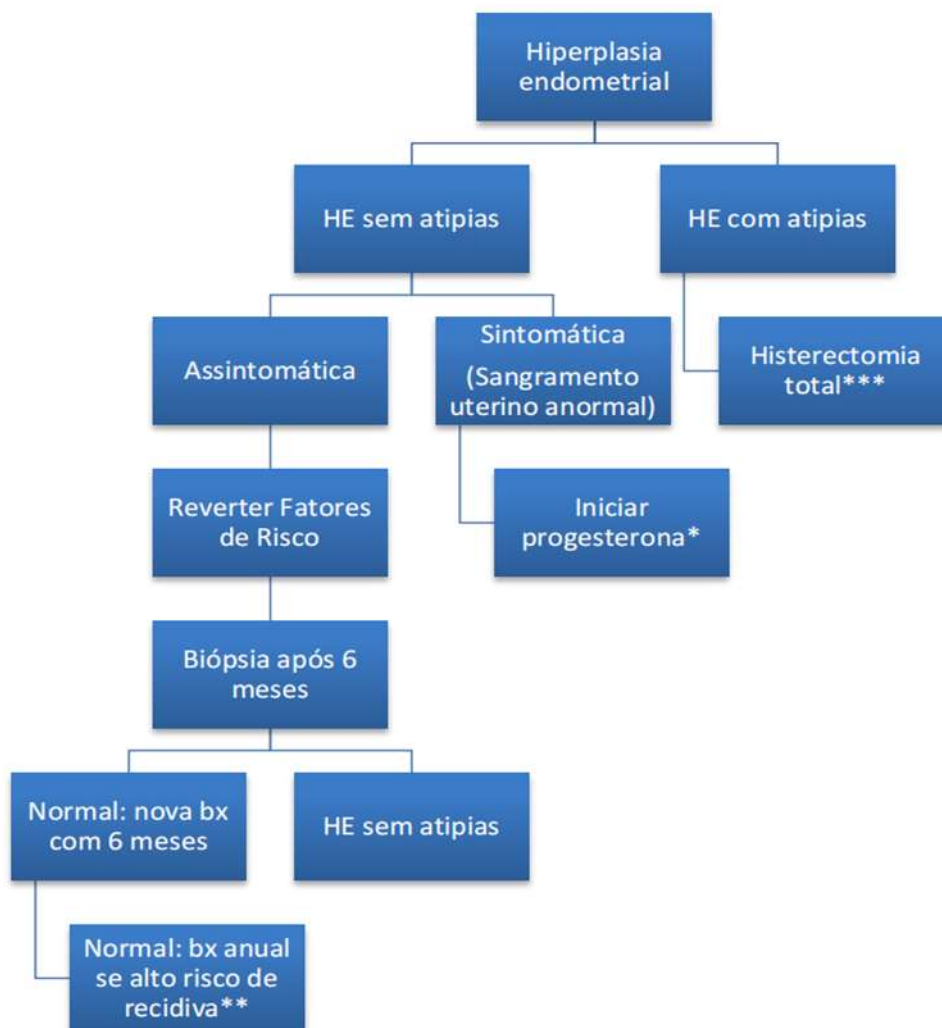 Hiperplasia
endometrial
HE sem atipias
HE com atipias
Assintomática
Sintomática
(Sangramento
uterino anormal)
Histerectomia
total***
Reverter Fatores
de Risco
Iniciar
progesterona*
Biópsia após 6
meses
Normal: nova bx
com 6 meses
HE sem atipias
Normal: bx anual
se alto risco de
recidiva**